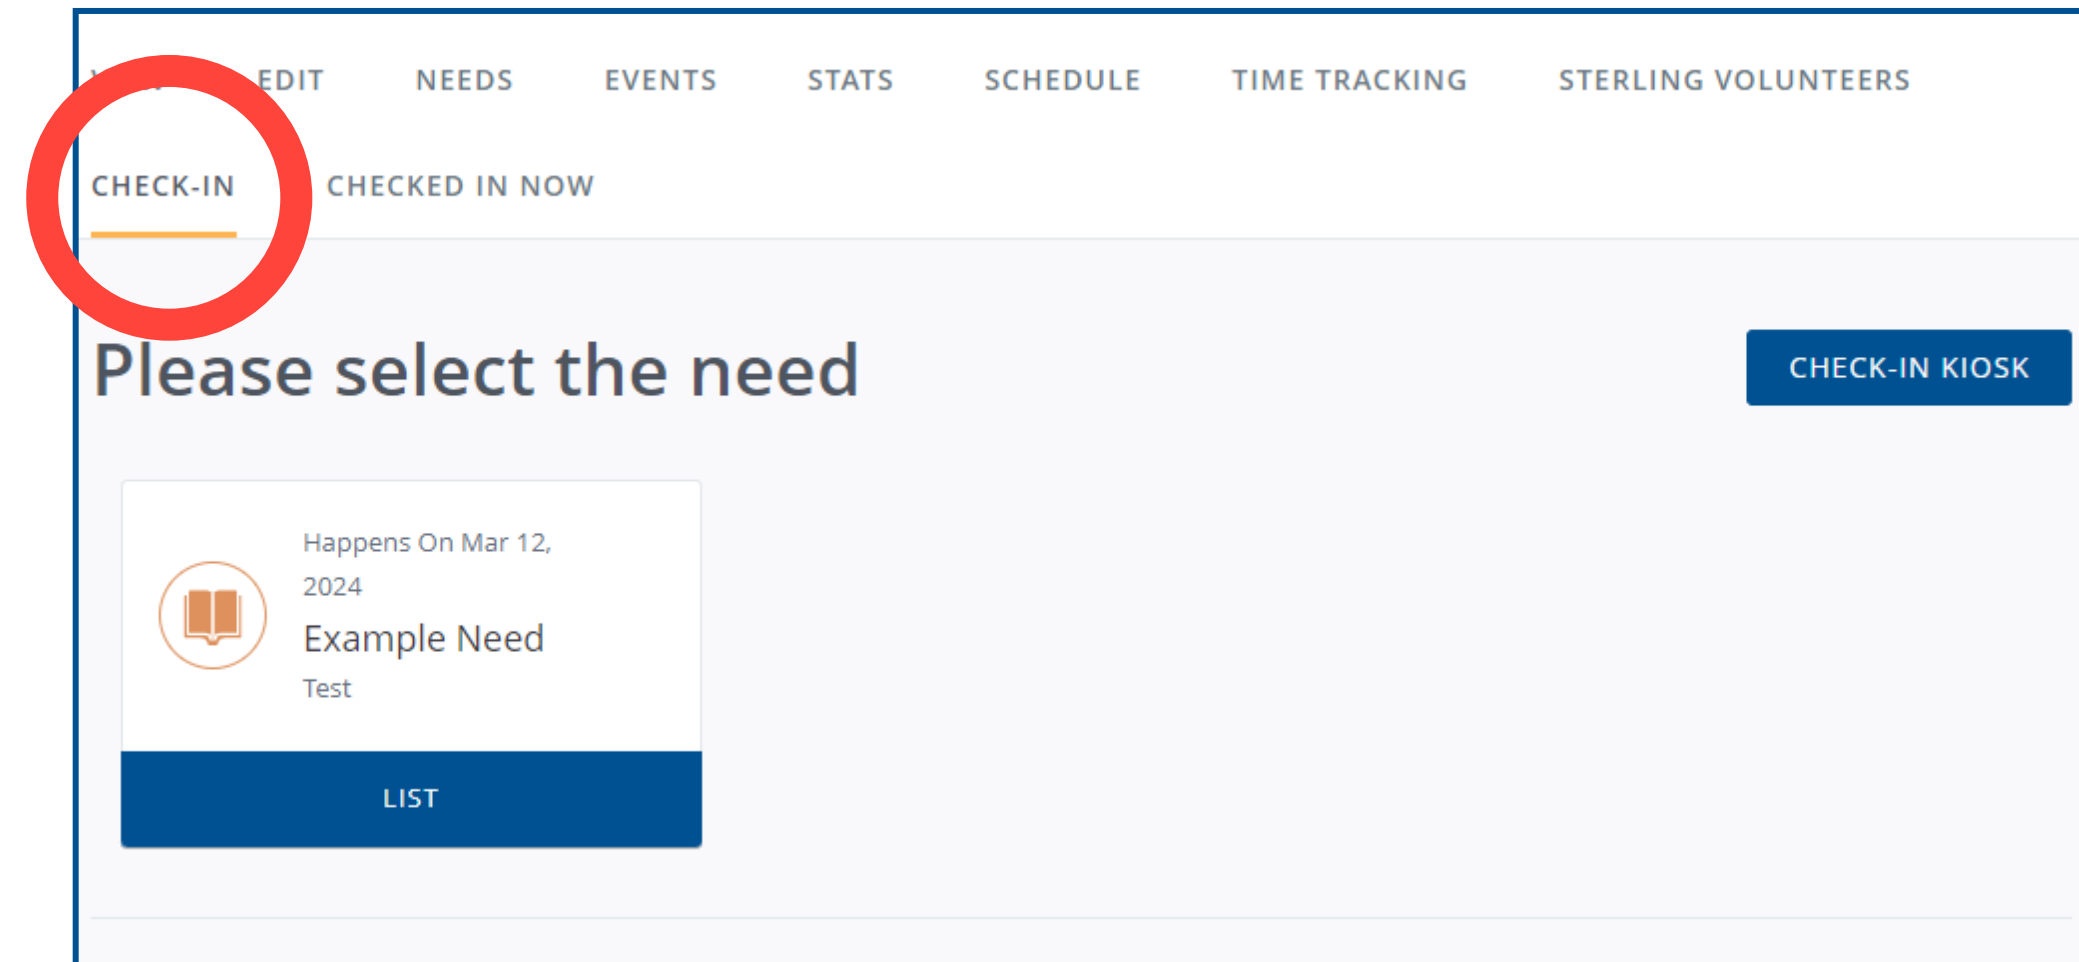 EDIT NEEDS EVENTS STATS SCHEDULE TIME TRACKING STERLING VOLUNTEERS
CHECK-IN CHECKED IN NOW
Please select the need
CHECK-IN KIOSK
Happens On Mar 12,
2024
Example Need
Test
LIST